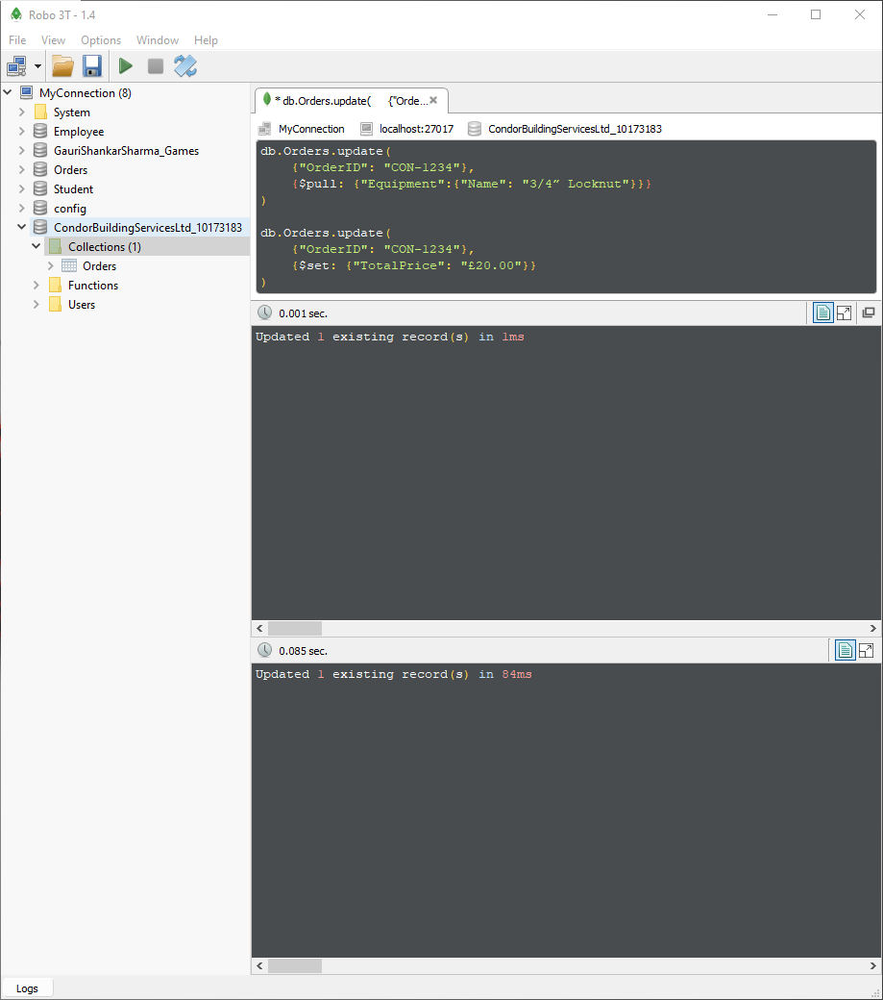 Robo 3T - 1.4
File View Options Window Help
MyConnection (8)
System
Employee
GauriShankarSharma_Games
Orders
Student
config
CondorBuildingServicesLtd_10173183
Collections (1)
Orders
Functions
Users
* db.Orders.update( {"Orde...
MyConnection localhost:27017 CondorBuildingServicesLtd_10173183
db.Orders.update(
{"OrderID": "CON-1234"},
{$pull: {"Equipment":{"Name": "3/4” Locknut"}}}
)
db.Orders.update(
{"OrderID": "CON-1234"},
{$set: {"TotalPrice": "£20.00"}}
)
0.001 sec.
Updated 1 existing record(s) in 1ms
0.085 sec.
Updated 1 existing record(s) in 84ms
Logs